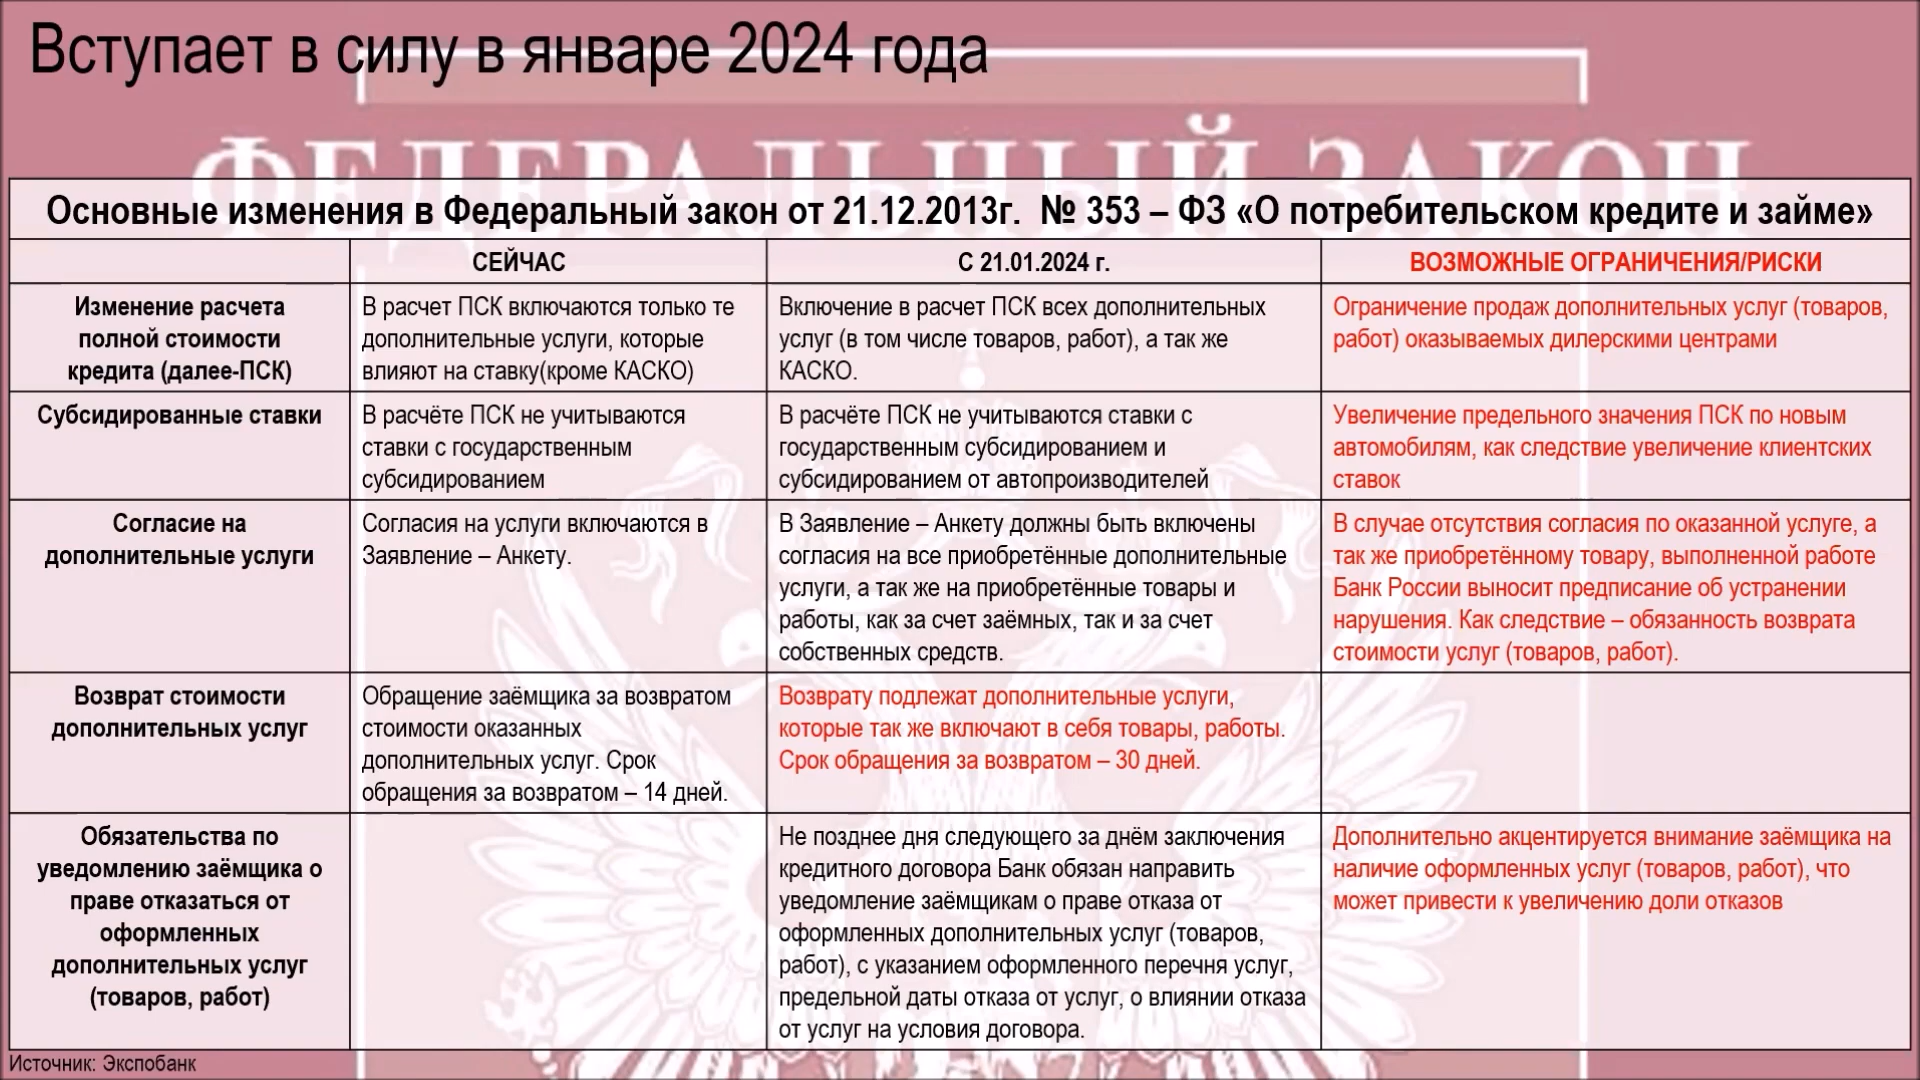 Вступает в силу в январе 2024 года
ФЕДЕРАЛЬНЫЙ ЗАКОН
Основные изменения в Федеральный закон от 21.12.2013г. № 353 – ФЗ «О потребительском кредите и займе»
СЕЙЧАС
С 21.01.2024 г.
ВОЗМОЖНЫЕ ОГРАНИЧЕНИЯ/РИСКИ
Изменение расчета
полной стоимости
кредита (далее-ПСК)
В расчет ПСК включаются только те
дополнительные услуги, которые
влияют на ставку(кроме КАСКО)
Включение в расчет ПСК всех дополнительных
услуг (в том числе товаров, работ), а так же
КАСКО.
Ограничение продаж дополнительных услуг (товаров,
работ) оказываемых дилерскими центрами
Субсидированные ставки
В расчёте ПСК не учитываются
ставки с государственным
субсидированием
В расчёте ПСК не учитываются ставки с
государственным субсидированием и
субсидированием от автопроизводителей
Увеличение предельного значения ПСК по новым
автомобилям, как следствие увеличение клиентских
ставок
Согласие на
дополнительные услуги
Согласия на услуги включаются в
Заявление – Анкету.
В Заявление – Анкету должны быть включены
согласия на все приобретённые дополнительные
услуги, а так же на приобретённые товары и
работы, как за счет заёмных, так и за счет
собственных средств.
В случае отсутствия согласия по оказанной услуге, а
так же приобретённому товару, выполненной работе
Банк России выносит предписание об устранении
нарушения. Как следствие – обязанность возврата
стоимости услуг (товаров, работ).
Возврат стоимости
дополнительных услуг
Обращение заёмщика за возвратом
стоимости оказанных
дополнительных услуг. Срок
обращения за возвратом – 14 дней.
Возврату подлежат дополнительные услуги,
которые так же включают в себя товары, работы.
Срок обращения за возвратом – 30 дней.
Обязательства по
уведомлению заёмщика о
праве отказаться от
оформленных
дополнительных услуг
(товаров, работ)
Не позднее дня следующего за днём заключения
кредитного договора Банк обязан направить
уведомление заёмщикам о праве отказа от
оформленных дополнительных услуг (товаров,
работ), с указанием оформленного перечня услуг,
предельной даты отказа от услуг, о влиянии отказа
от услуг на условия договора.
Дополнительно акцентируется внимание заёмщика на
наличие оформленных услуг (товаров, работ), что
может привести к увеличению доли отказов
Источник: Экспобанк